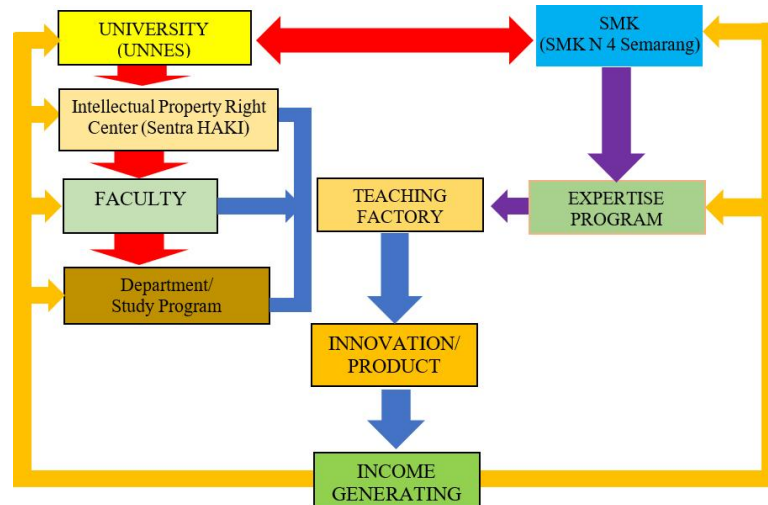 UNIVERSITY
(UNNES)
SMK
(SMK N 4 Semarang)
Intellectual Property Right
Center (Sentra HAKI)
FACULTY
TEACHING
FACTORY
EXPERTISE
PROGRAM
Department/
Study Program
INNOVATION/
PRODUCT
INCOME
GENERATING